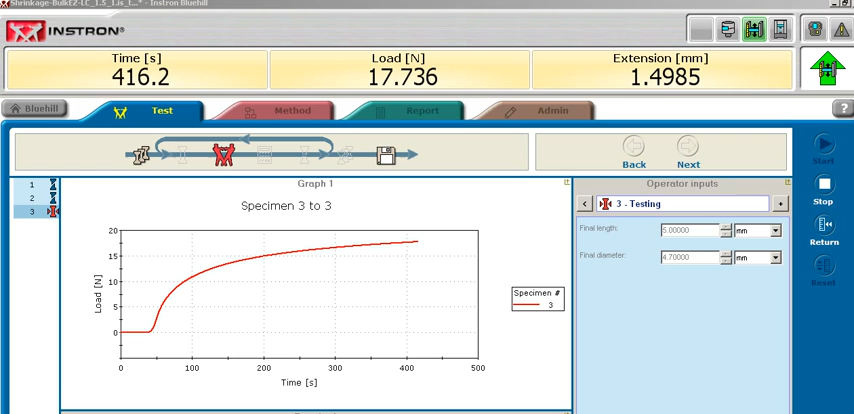 Shrinkage-BulkEZ-LC_1.5_1Js_t...* - Instron Bluehill
INSTRON®
Time [s] Load [N] Extension [mm]
416.2 17.736 1.4985
Bluehill Test Method Report Admin ?
Back Next
Start
Stop
Return
Reset
1
2
3
Graph 1
Specimen 3 to 3
20
15
10
5
0
Load [N]
0 100 200 300 400 500
Time [s]
Specimen #
3
Operator inputs
< 3 - Testing
Final length: 5.00000 mm
Final diameter: 4.70000 mm